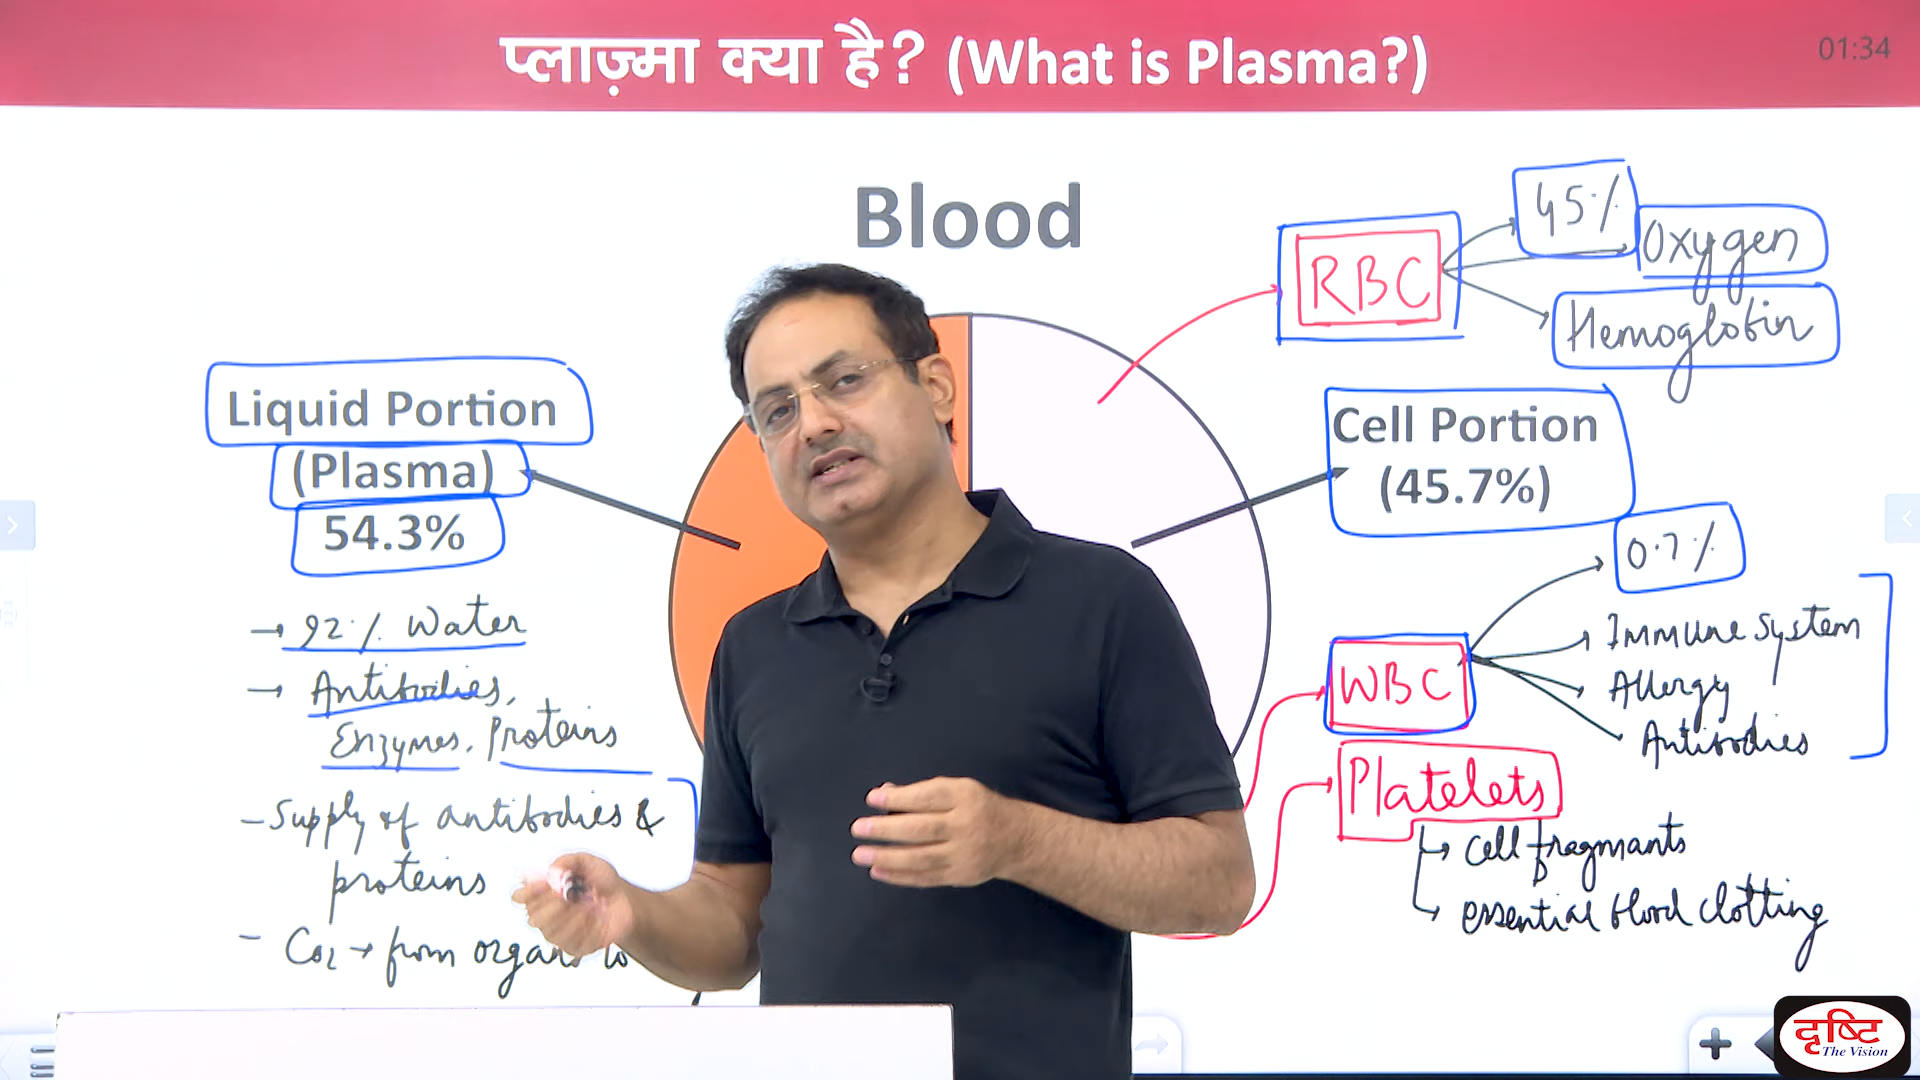 प्लाज़्मा क्या है? (What is Plasma?)
01:34
Blood
45%
RBC
Oxygen
Hemoglobin
Liquid Portion
(Plasma)
54.3%
Cell Portion
(45.7%)
0.7%
→ 92% Water
→ Antibodies,
Enzymes, Proteins
– Supply of antibodies &
proteins
– CO2 → from organs to
WBC
Immune System
Allergy
Antibodies
Platelets
cell fragmants
essential blood clotting
दृष्टि
The Vision